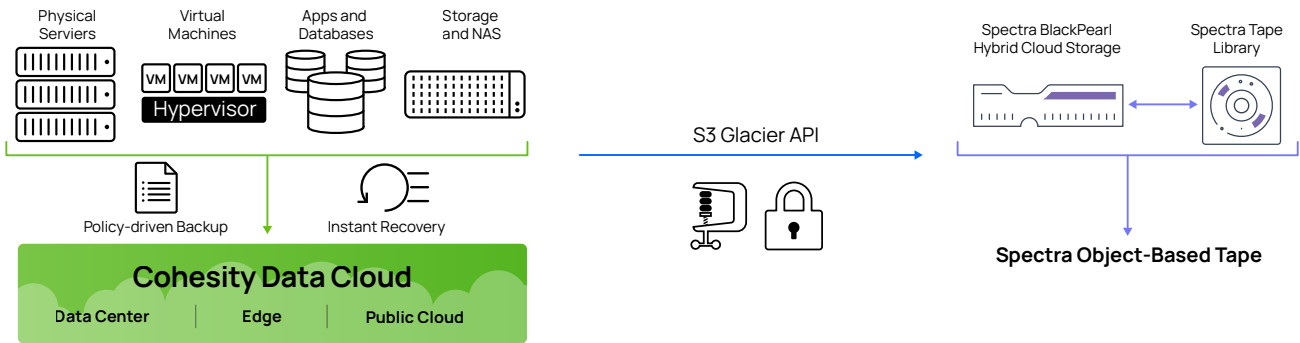 Physical
Serviers
Virtual
Machines
Apps and
Databases
Storage
and NAS
VM VM VM VM
Hypervisor
Policy-driven Backup
Instant Recovery
Cohesity Data Cloud
Data Center
Edge
Public Cloud
S3 Glacier API
Spectra BlackPearl
Hybrid Cloud Storage
Spectra Tape
Library
Spectra Object-Based Tape